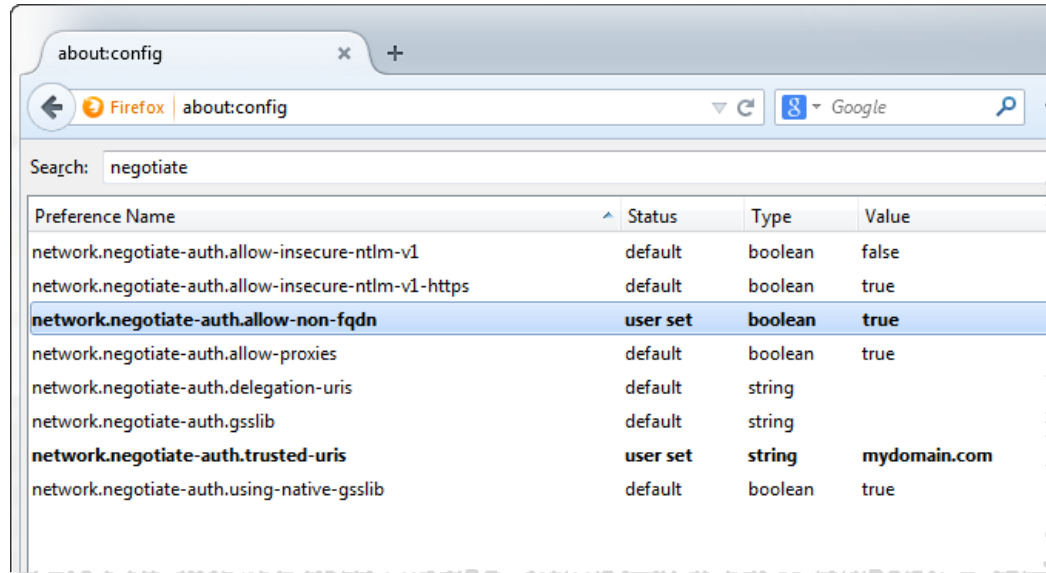 about:config
Firefox about:config 8 Google
Search: negotiate
Preference Name Status Type Value
network.negotiate-auth.allow-insecure-ntlm-v1 default boolean false
network.negotiate-auth.allow-insecure-ntlm-v1-https default boolean true
network.negotiate-auth.allow-non-fqdn user set boolean true
network.negotiate-auth.allow-proxies default boolean true
network.negotiate-auth.delegation-uris default string
network.negotiate-auth.gsslib default string
network.negotiate-auth.trusted-uris user set string mydomain.com
network.negotiate-auth.using-native-gsslib default boolean true